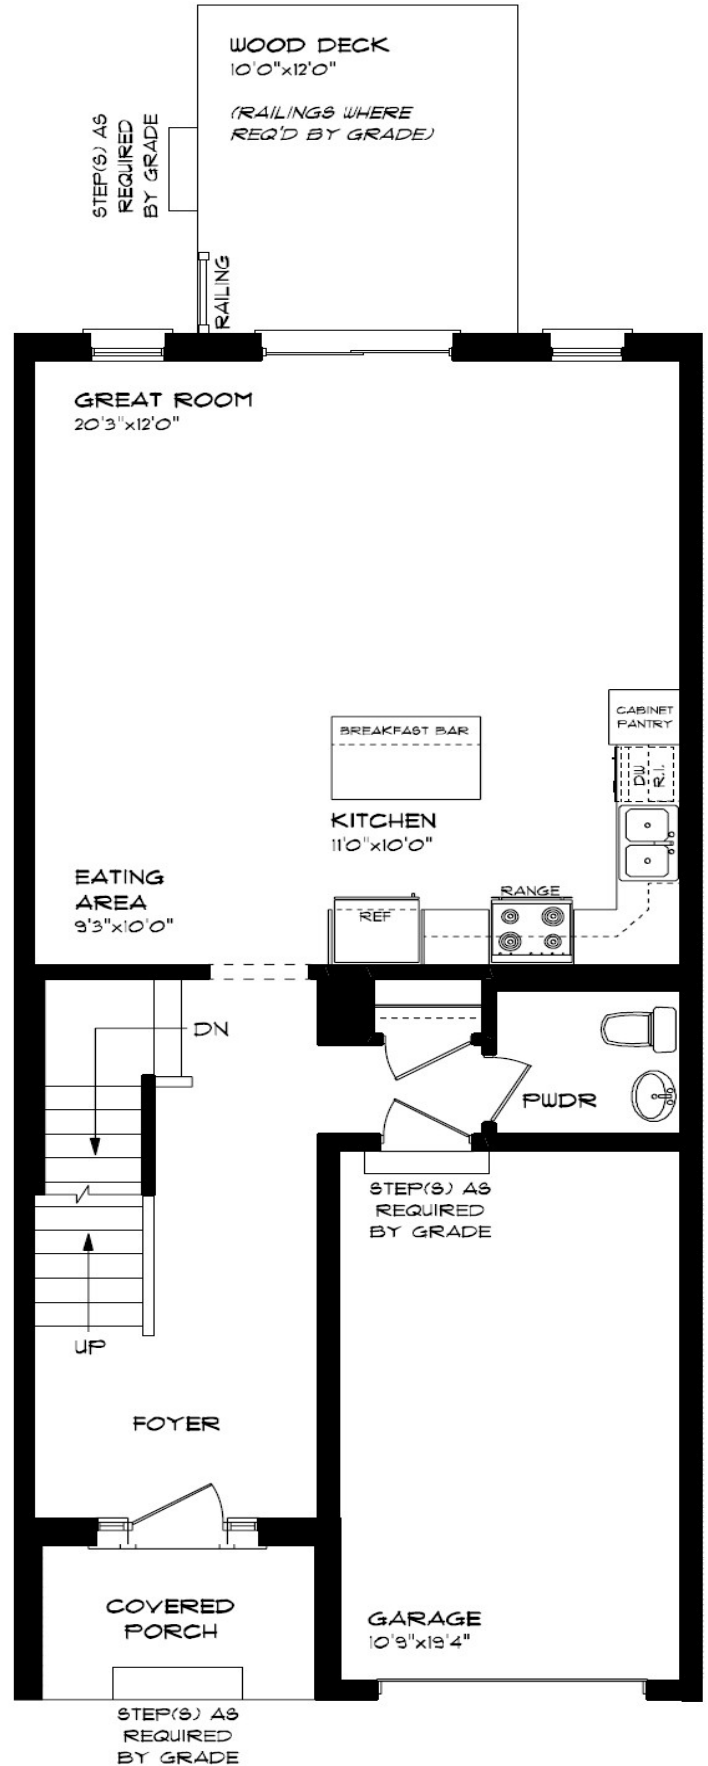 WOOD DECK
10'0"x12'0"
(RAILINGS WHERE
REQ'D BY GRADE)
STEP(S) AS
REQUIRED
BY GRADE
RAILING
GREAT ROOM
20'3"x12'0"
CABINET
PANTRY
BREAKFAST BAR
DW
R.I.
KITCHEN
11'0"x10'0"
EATING
AREA
9'3"x10'0"
RANGE
REF
DN
PWDR
STEP(S) AS
REQUIRED
BY GRADE
UP
FOYER
COVERED
PORCH
GARAGE
10'9"x19'4"
STEP(S) AS
REQUIRED
BY GRADE